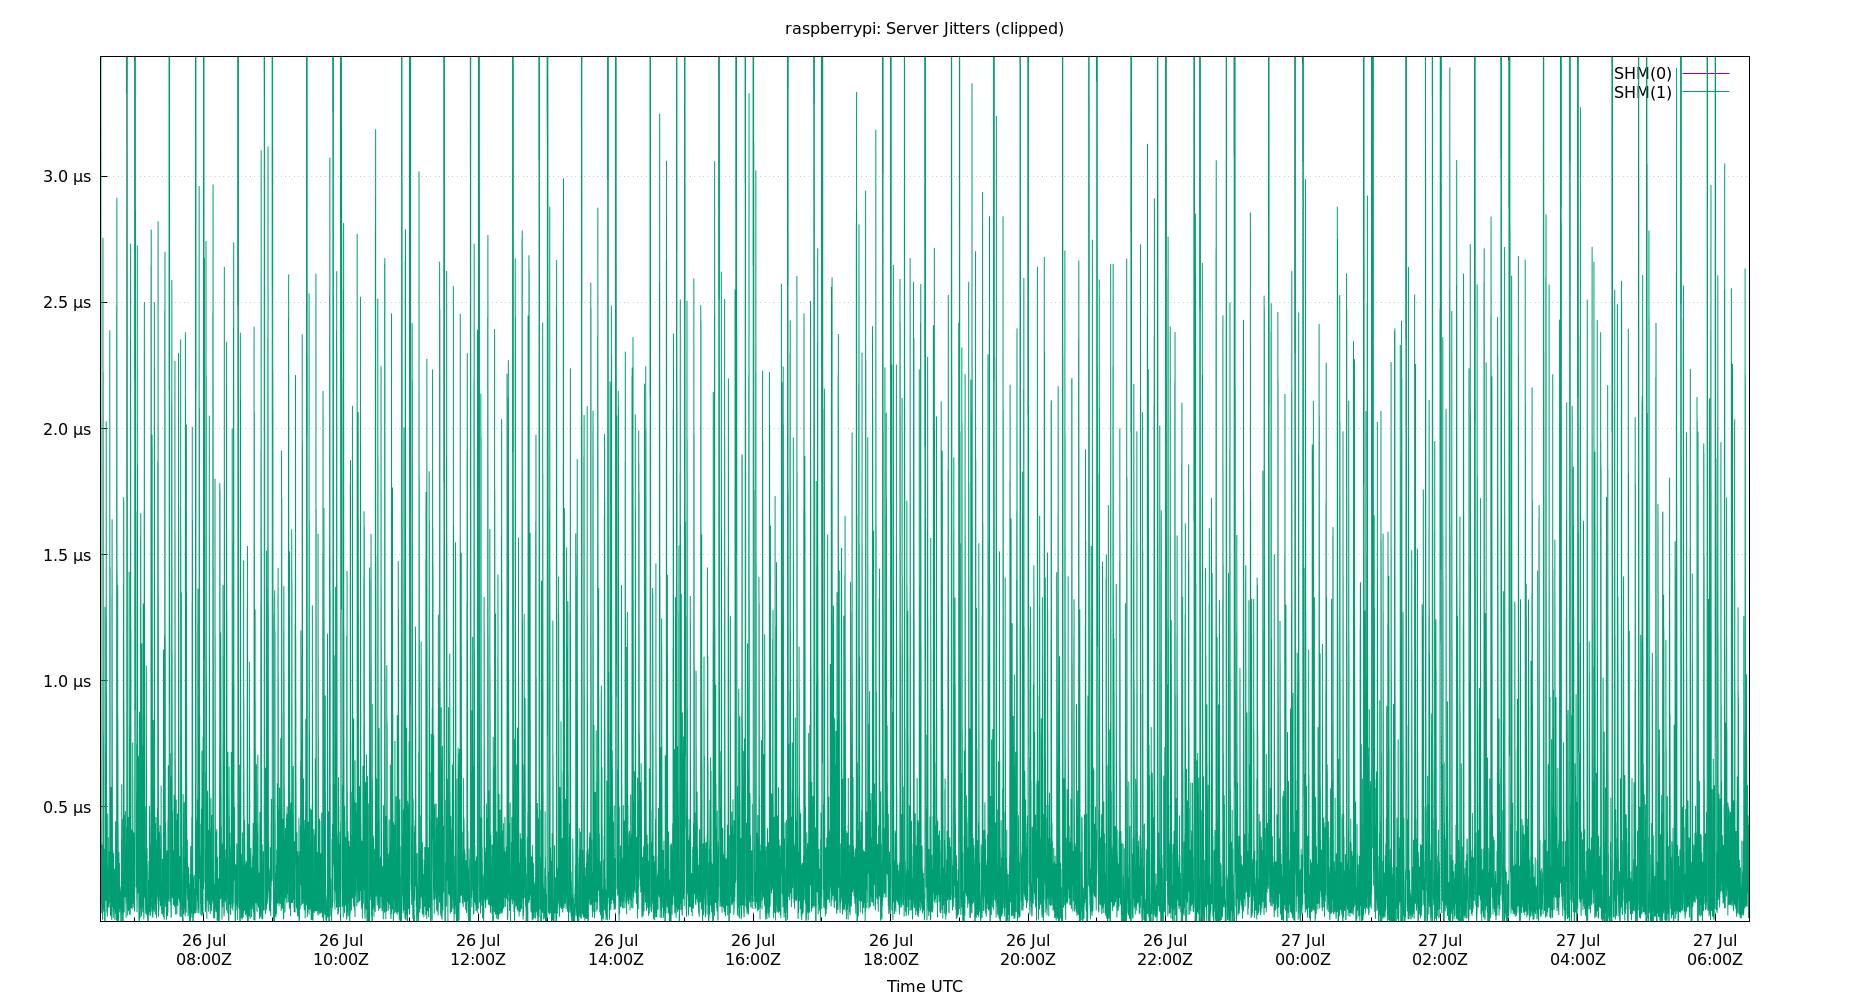 raspberrypi: Server Jitters (clipped)
SHM(0)
SHM(1)
3.0 µs
2.5 µs
2.0 µs
1.5 µs
1.0 µs
0.5 µs
26 Jul 26 Jul 26 Jul 26 Jul 26 Jul 26 Jul 26 Jul 26 Jul 27 Jul 27 Jul 27 Jul 27 Jul
08:00Z 10:00Z 12:00Z 14:00Z 16:00Z 18:00Z 20:00Z 22:00Z 00:00Z 02:00Z 04:00Z 06:00Z
Time UTC